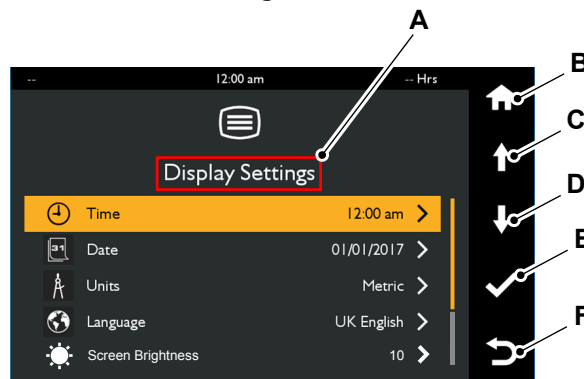 A
B
-- 12:00 am -- Hrs
C
Display Settings
D
Time 12:00 am
31 Date 01/01/2017
E
Units Metric
Language UK English
F
Screen Brightness 10